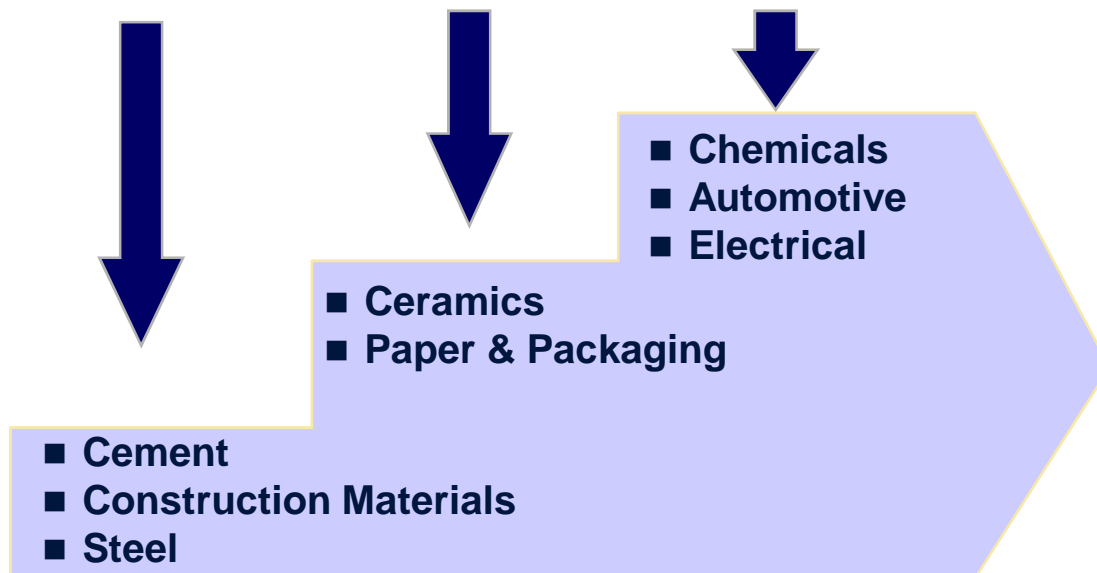 ■ Chemicals
■ Automotive
■ Electrical
■ Ceramics
■ Paper & Packaging
■ Cement
■ Construction Materials
■ Steel